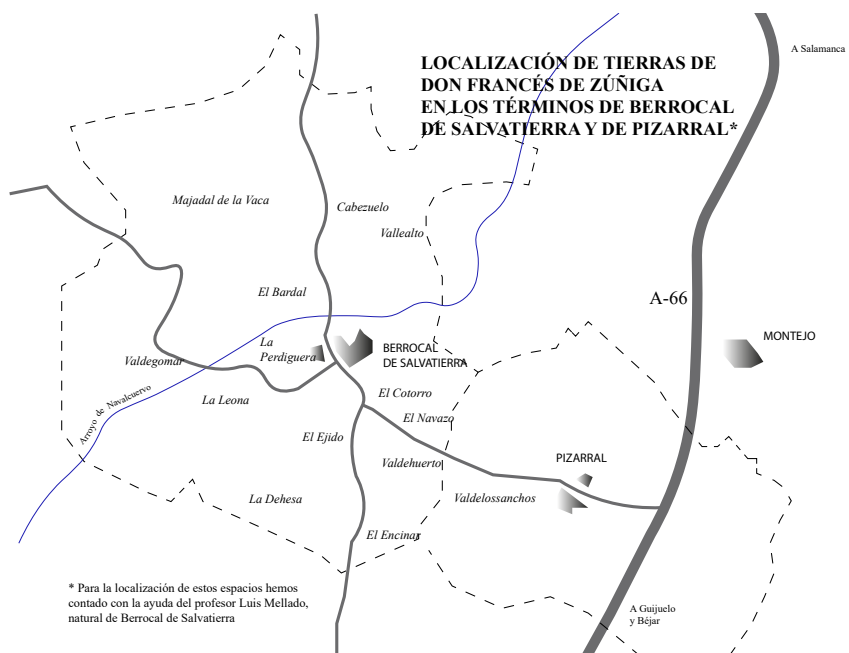 A Salamanca
LOCALIZACIÓN DE TIERRAS DE
DON FRANCÉS DE ZÚÑIGA
EN LOS TÉRMINOS DE BERROCAL
DE SALVATIERRA Y DE PIZARRAL*
Majadal de la Vaca
Cabezuelo
Vallealto
El Bardal
A-66
MONTEJO
La
Perdiguera
BERROCAL
DE SALVATIERRA
Valdegomar
La Leona
El Cotorro
El Navazo
Arroyo de Navalcuervo
El Ejido
Valdehuerto
PIZARRAL
La Dehesa
Valdelossanchos
El Encinar
* Para la localización de estos espacios hemos
contado con la ayuda del profesor Luis Mellado,
natural de Berrocal de Salvatierra
A Guijuelo
y Béjar